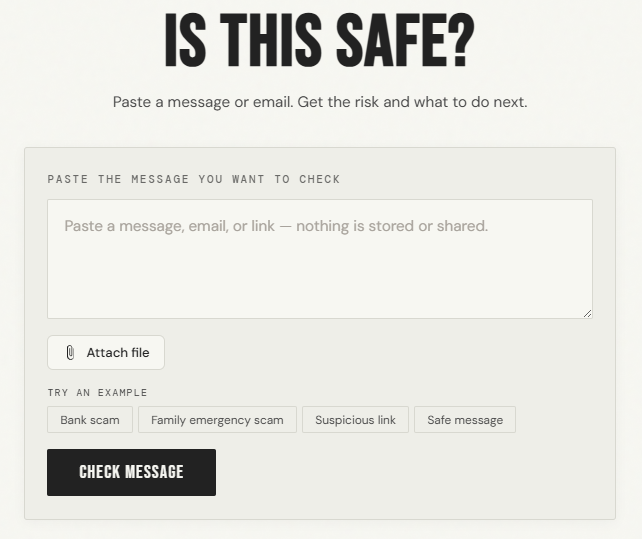 IS THIS SAFE?
Paste a message or email. Get the risk and what to do next.
PASTE THE MESSAGE YOU WANT TO CHECK
Paste a message, email, or link — nothing is stored or shared.
Attach file
TRY AN EXAMPLE
Bank scam Family emergency scam Suspicious link Safe message
CHECK MESSAGE